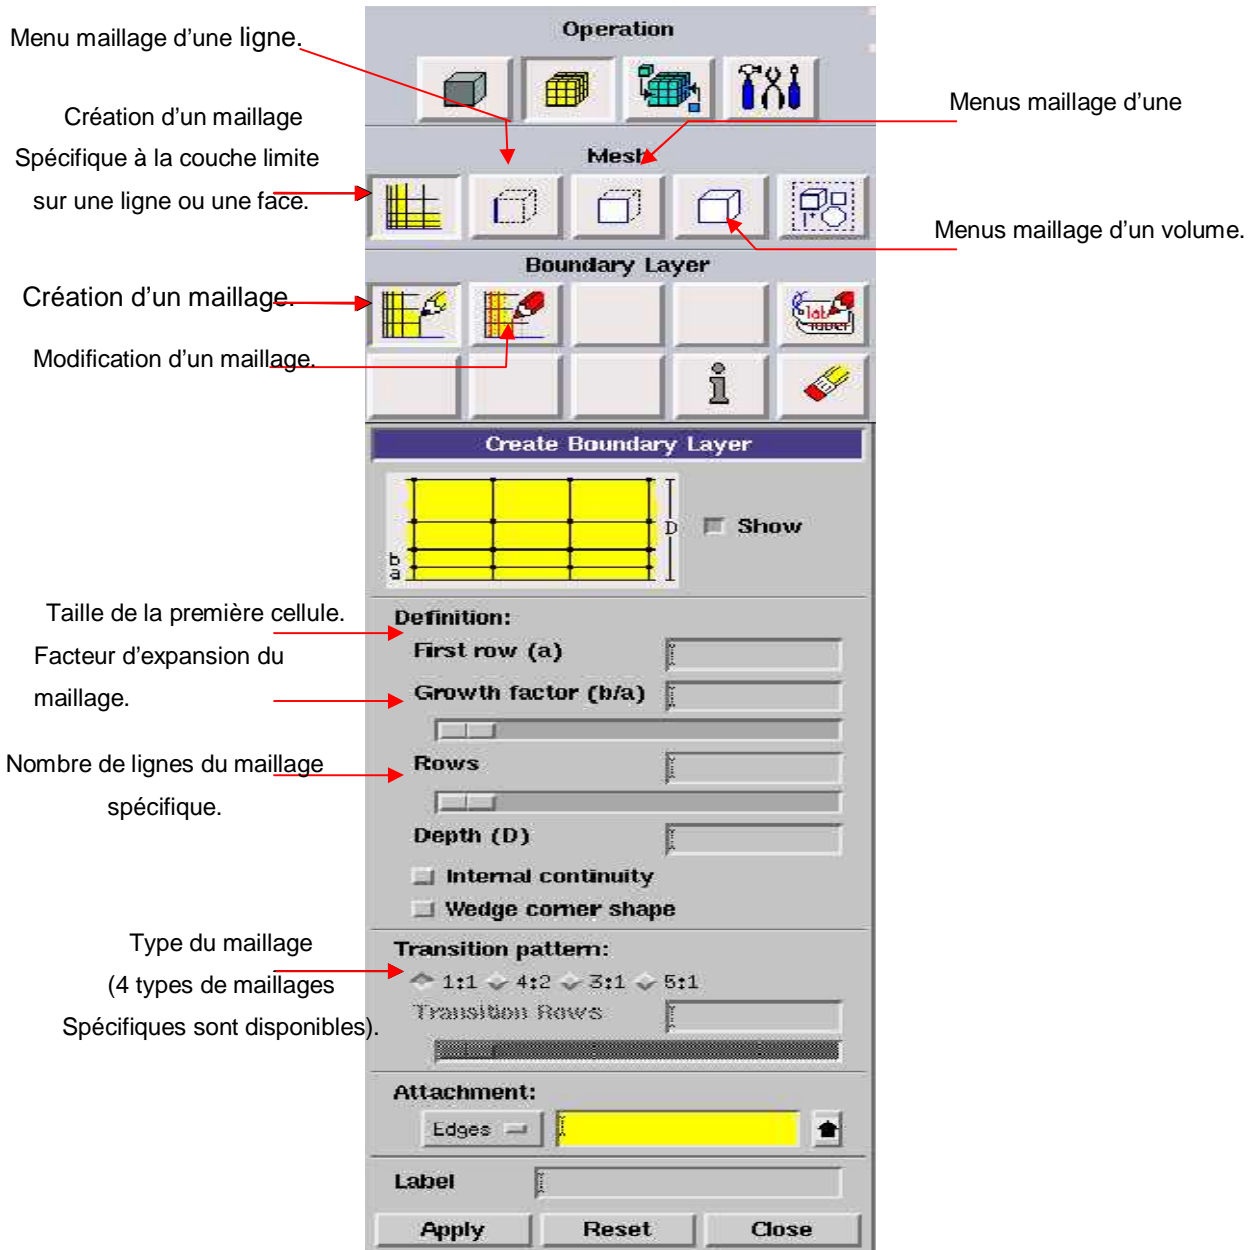 Operation
Menu maillage d'une ligne.
Menus maillage d'une
Création d'un maillage
Spécifique à la couche limite
sur une ligne ou une face.
Mesh
Menus maillage d'un volume.
Boundary Layer
Création d'un maillage.
Modification d'un maillage.
label
Create Boundary Layer
b
a
D
Show
Taille de la première cellule.
Definition:
First row (a)
Facteur d'expansion du
maillage.
Growth factor (b/a)
Nombre de lignes du maillage
spécifique.
Rows
Depth (D)
Internal continuity
Wedge corner shape
Type du maillage
(4 types de maillages
Spécifiques sont disponibles).
Transition pattern:
1:1 4:2 3:1 5:1
Transition Rows
Attachment:
Edges
Label
Apply Reset Close